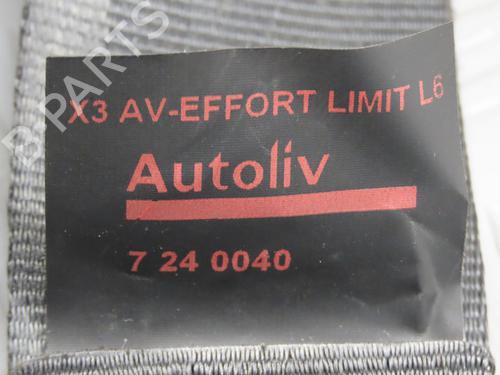 X3 AV-EFFORT LIMIT L6
Autoliv
7 24 0040
B-PARTS